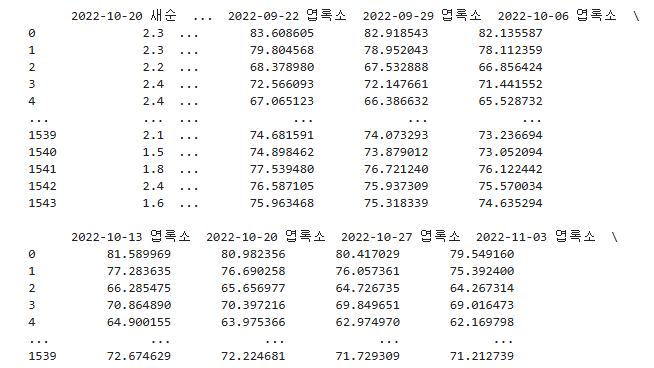 2022-10-20 새순 ... 2022-09-22 엽록소 2022-09-29 엽록소 2022-10-06 엽록소 \
0 2.3 ... 83.608605 82.918543 82.135587
1 2.3 ... 79.804568 78.952043 78.112359
2 2.2 ... 68.378980 67.532888 66.856424
3 2.4 ... 72.566093 72.147661 71.441552
4 2.4 ... 67.065123 66.386632 65.528732
... ... ... ... ... ...
1539 2.1 ... 74.681591 74.073293 73.236694
1540 1.5 ... 74.898462 73.879012 73.052094
1541 1.8 ... 77.539480 76.721240 76.122442
1542 2.4 ... 76.587105 75.937309 75.570034
1543 1.6 ... 75.963468 75.318339 74.635294
2022-10-13 엽록소 2022-10-20 엽록소 2022-10-27 엽록소 2022-11-03 엽록소 \
0 81.589969 80.982356 80.417029 79.549160
1 77.283635 76.690258 76.057361 75.392400
2 66.285475 65.656977 64.726735 64.267314
3 70.864890 70.397216 69.849651 69.016473
4 64.900155 63.975366 62.974970 62.169798
... ... ... ... ...
1539 72.674629 72.224681 71.729309 71.212739